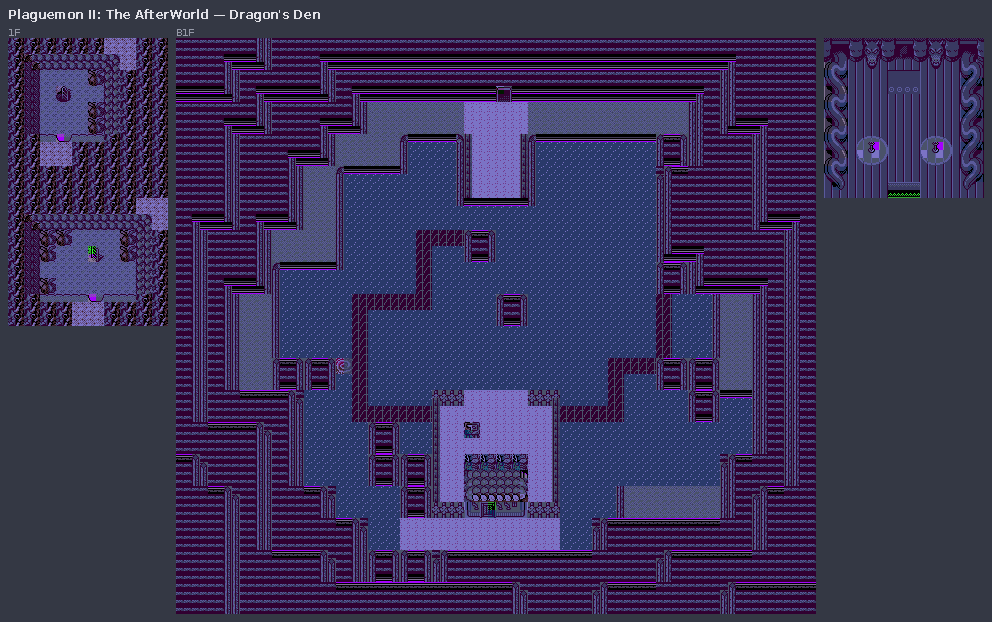 Plaguemon II: The AfterWorld — Dragon's Den
1F
B1F